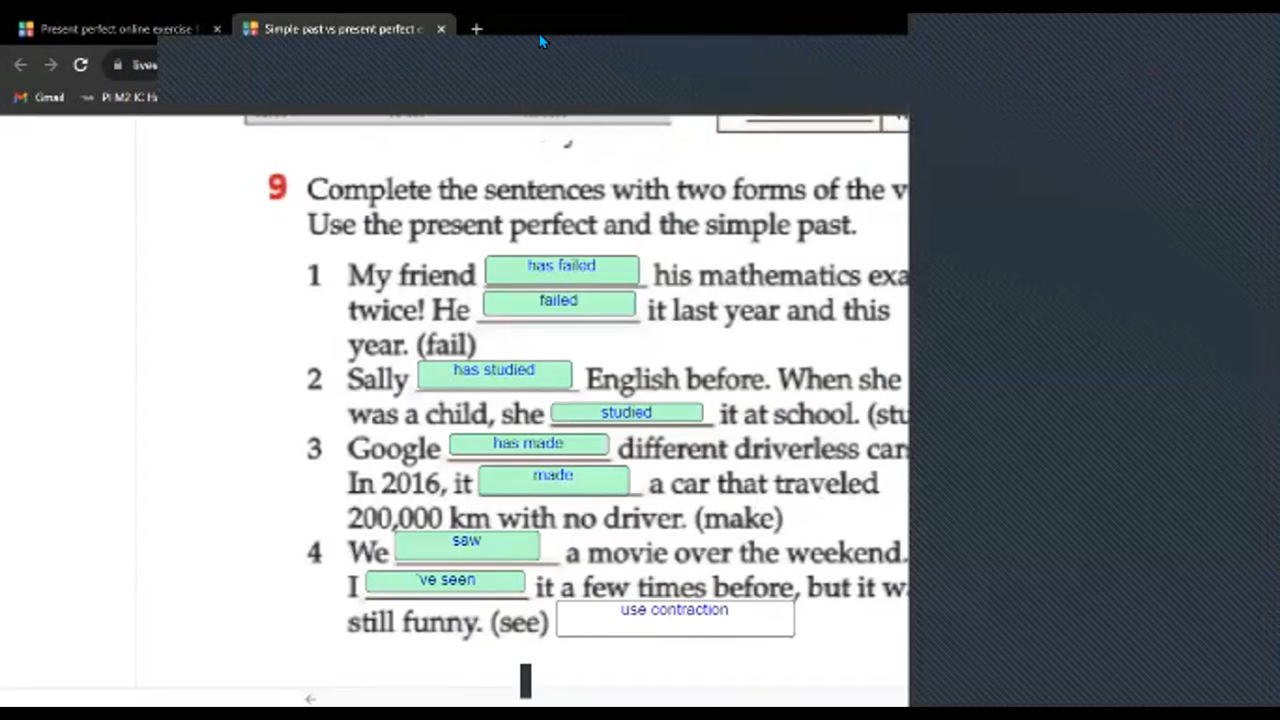 Present perfect online exercise
Simple past vs present perfect
Gmail
PI M2 IC
9 Complete the sentences with two forms of the
Use the present perfect and the simple past.
1 My friend has failed his mathematics
twice! He failed it last year and this
year. (fail)
2 Sally has studied English before. When she
was a child, she studied it at school.
3 Google has made different driverless
In 2016, it made a car that traveled
200,000 km with no driver. (make)
4 We saw a movie over the weekend.
I 've seen it a few times before, but it
still funny. (see) use contraction